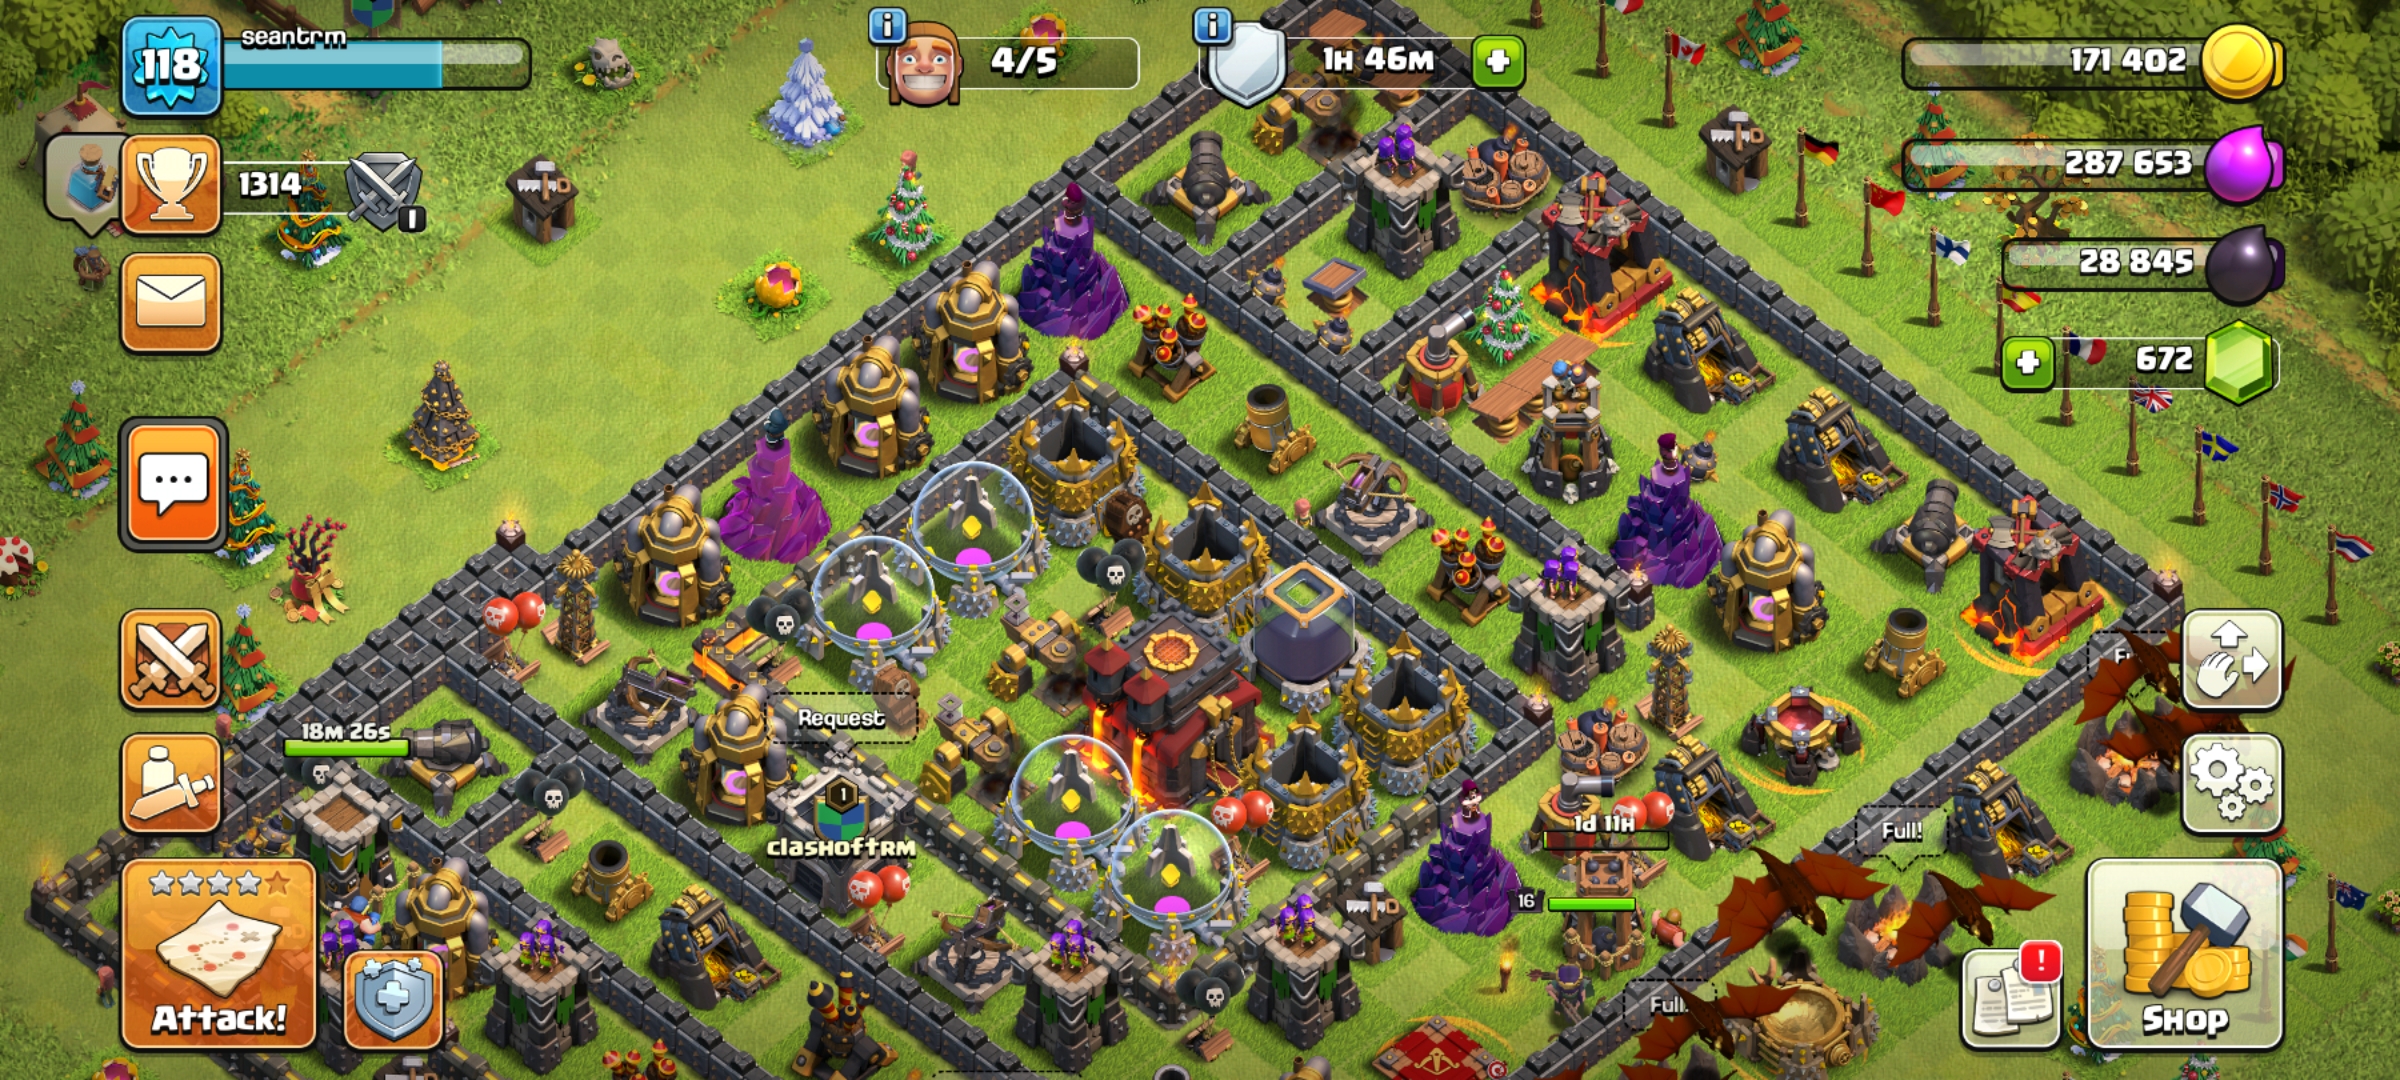 118
seantrm
4/5
1H 46M
171 402
1314
I
287 653
28 845
672
Request
18M 26s
1
clashoftrm
1d 11H
Full!
16
Full
Attack!
!
Shop